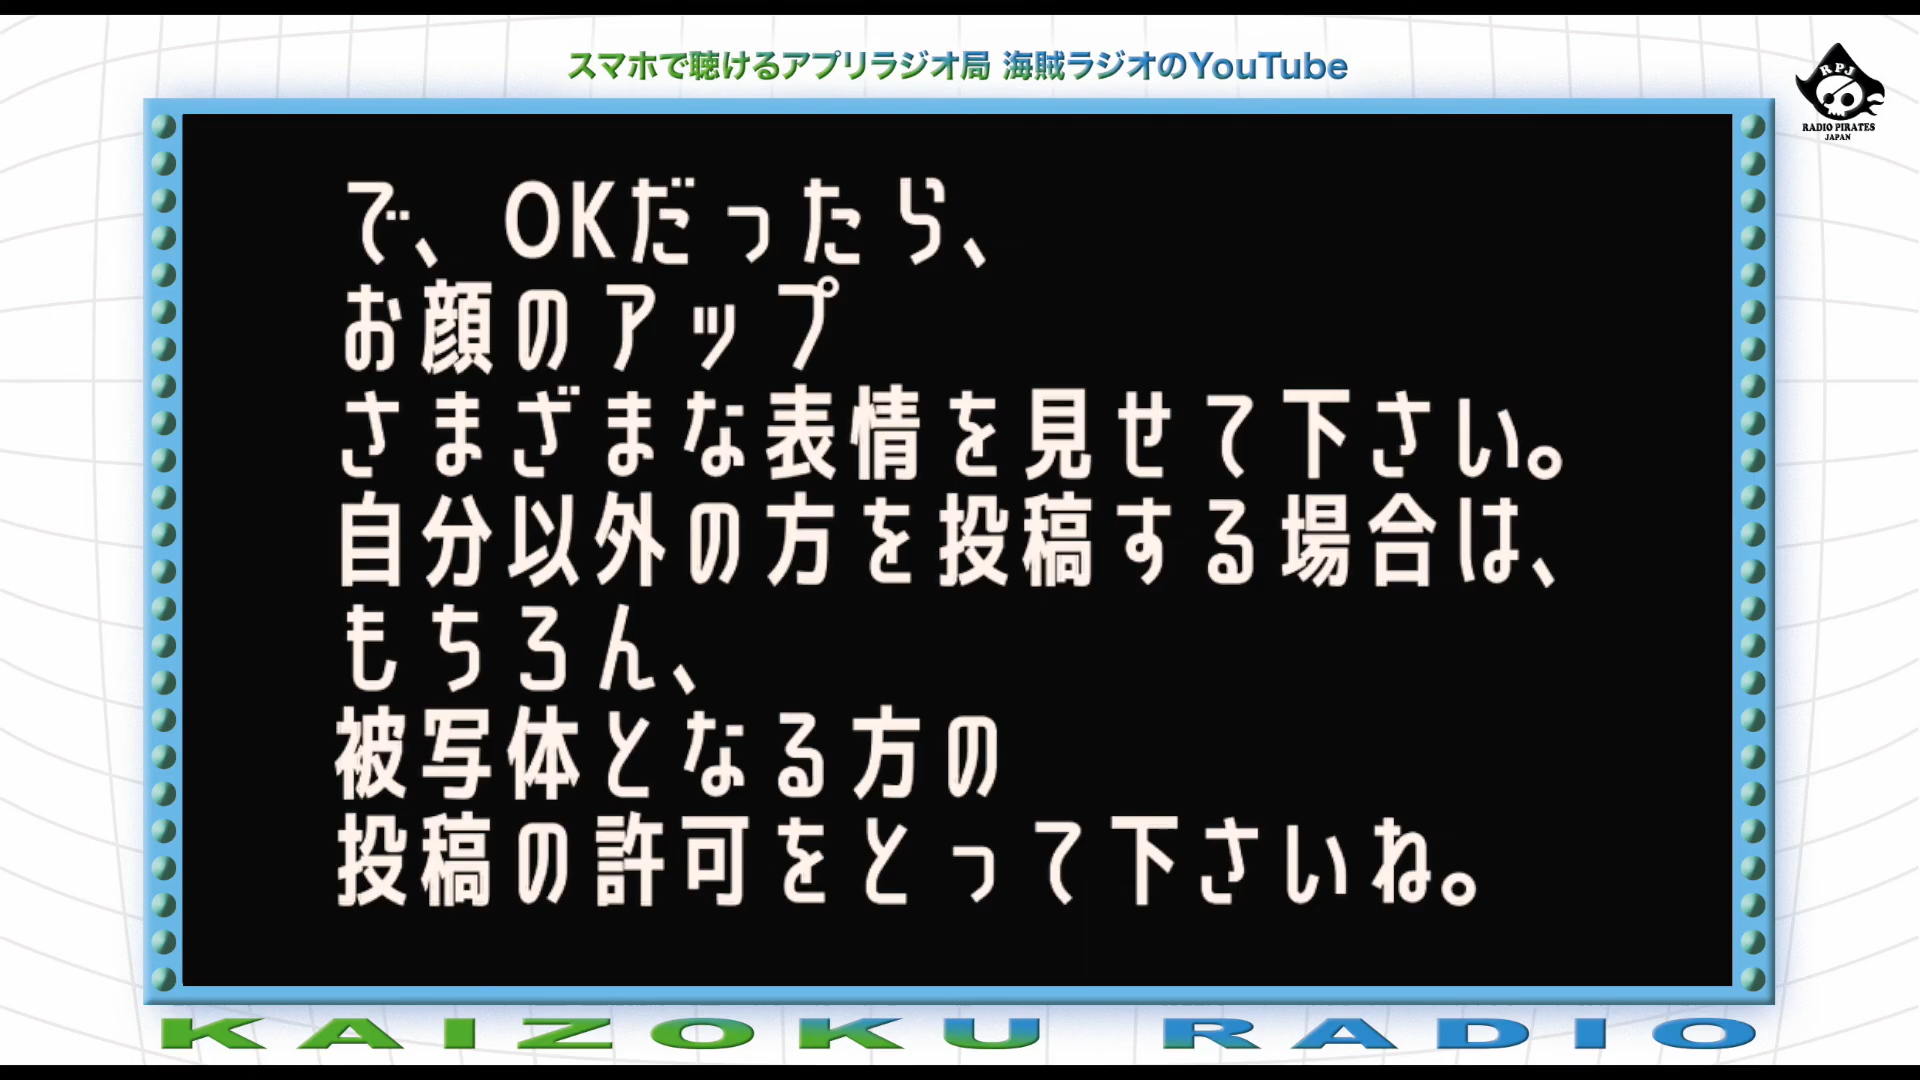 スマホで聴けるアプリラジオ局 海賊ラジオのYouTube
RPJ
RADIO PIRATES
JAPAN
で、OKだったら、
お顔のアップ
さまざまな表情を見せて下さい。
自分以外の方を投稿する場合は、
もちろん、
被写体となる方の
投稿の許可をとって下さいね。
KAIZOKU RADIO